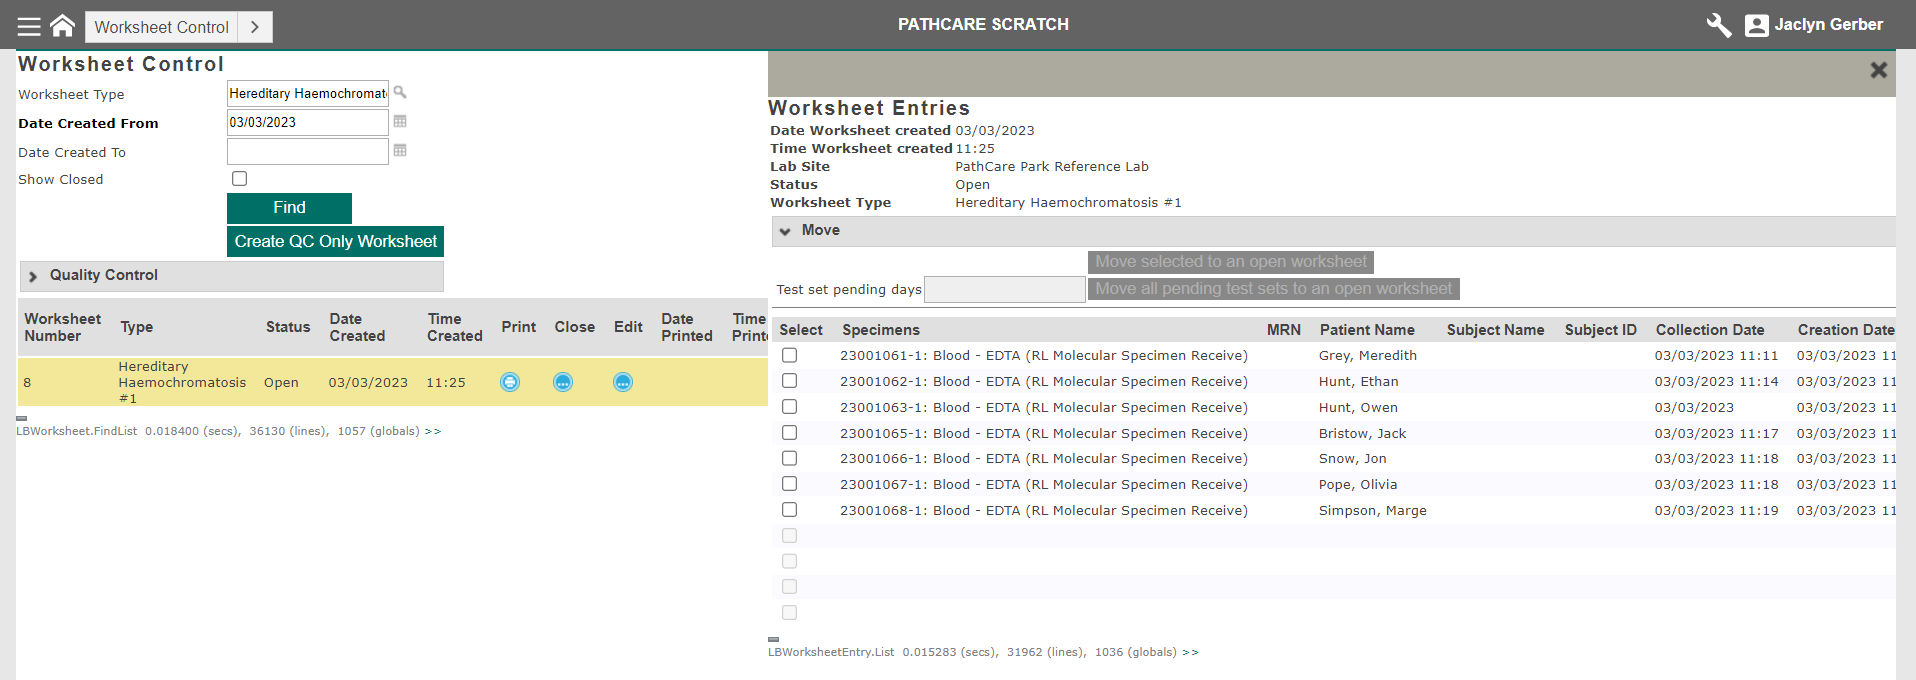 Worksheet Control
PATHCARE SCRATCH
Jaclyn Gerber
Worksheet Control
Worksheet Type Hereditary Haemochromat
Date Created From 03/03/2023
Date Created To
Show Closed
Find
Create QC Only Worksheet
Quality Control
Worksheet Number Type Status Date Created Time Created Print Close Edit Date Printed Time Printe
8 Hereditary Haemochromatosis #1 Open 03/03/2023 11:25
LBWorksheet.FindList 0.018400 (secs), 36130 (lines), 1057 (globals) >>
Worksheet Entries
Date Worksheet created 03/03/2023
Time Worksheet created 11:25
Lab Site PathCare Park Reference Lab
Status Open
Worksheet Type Hereditary Haemochromatosis #1
Move
Move selected to an open worksheet
Test set pending days Move all pending test sets to an open worksheet
Select Specimens MRN Patient Name Subject Name Subject ID Collection Date Creation Date
23001061-1: Blood - EDTA (RL Molecular Specimen Receive) Grey, Meredith 03/03/2023 11:11 03/03/2023 11
23001062-1: Blood - EDTA (RL Molecular Specimen Receive) Hunt, Ethan 03/03/2023 11:14 03/03/2023 11
23001063-1: Blood - EDTA (RL Molecular Specimen Receive) Hunt, Owen 03/03/2023 03/03/2023 11
23001065-1: Blood - EDTA (RL Molecular Specimen Receive) Bristow, Jack 03/03/2023 11:17 03/03/2023 11
23001066-1: Blood - EDTA (RL Molecular Specimen Receive) Snow, Jon 03/03/2023 11:18 03/03/2023 11
23001067-1: Blood - EDTA (RL Molecular Specimen Receive) Pope, Olivia 03/03/2023 11:18 03/03/2023 11
23001068-1: Blood - EDTA (RL Molecular Specimen Receive) Simpson, Marge 03/03/2023 11:19 03/03/2023 11
LBWorksheetEntry.List 0.015283 (secs), 31962 (lines), 1036 (globals) >>